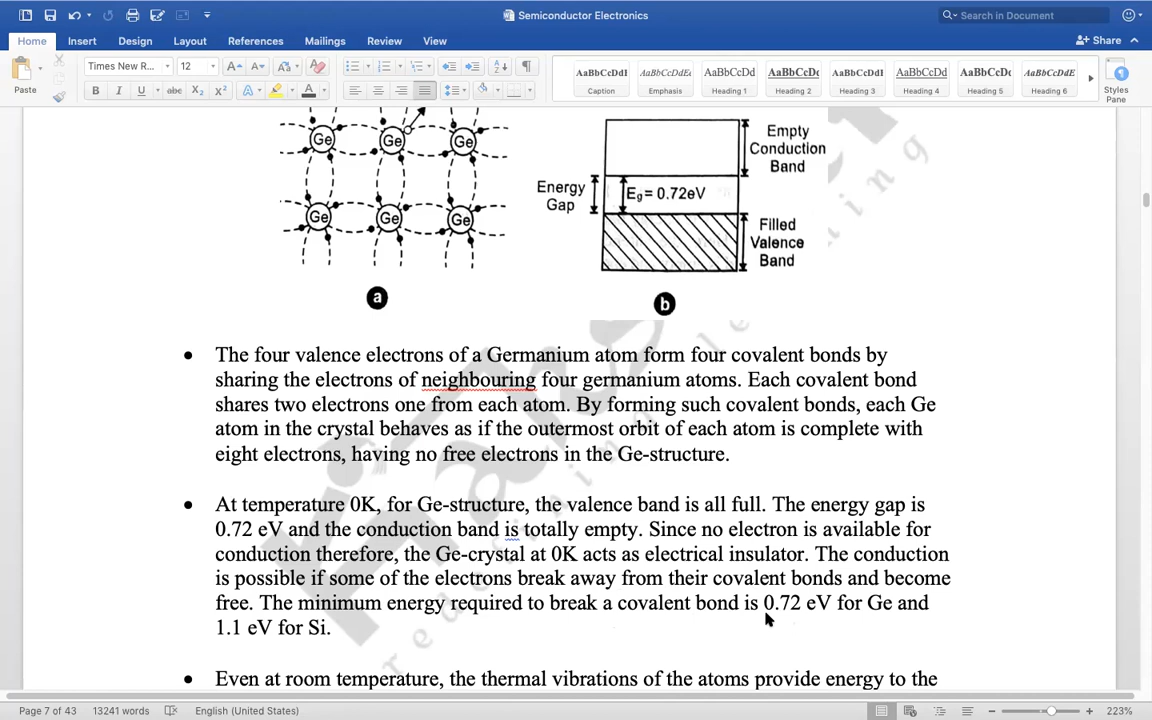 Semiconductor Electronics
Search in Document
Home Insert Design Layout References Mailings Review View
Share
Paste
Times New R...
12
B I U abc X₂ X²
AaBbCcDdI AaBbCcDdEe AaBbCcDd AaBbCcDc AaBbCcDdI AaBbCcDd AaBbCcDc AaBbCcDdE
Caption Emphasis Heading 1 Heading 2 Heading 3 Heading 4 Heading 5 Heading 6
Styles
Pane
Ge Ge Ge
Ge Ge Ge
a
Empty
Conduction
Band
Energy
Gap
Eg = 0.72eV
Filled
Valence
Band
b
• The four valence electrons of a Germanium atom form four covalent bonds by
sharing the electrons of neighbouring four germanium atoms. Each covalent bond
shares two electrons one from each atom. By forming such covalent bonds, each Ge
atom in the crystal behaves as if the outermost orbit of each atom is complete with
eight electrons, having no free electrons in the Ge-structure.
• At temperature 0K, for Ge-structure, the valence band is all full. The energy gap is
0.72 eV and the conduction band is totally empty. Since no electron is available for
conduction therefore, the Ge-crystal at 0K acts as electrical insulator. The conduction
is possible if some of the electrons break away from their covalent bonds and become
free. The minimum energy required to break a covalent bond is 0.72 eV for Ge and
1.1 eV for Si.
• Even at room temperature, the thermal vibrations of the atoms provide energy to the
Page 7 of 43 13241 words English (United States) 223%